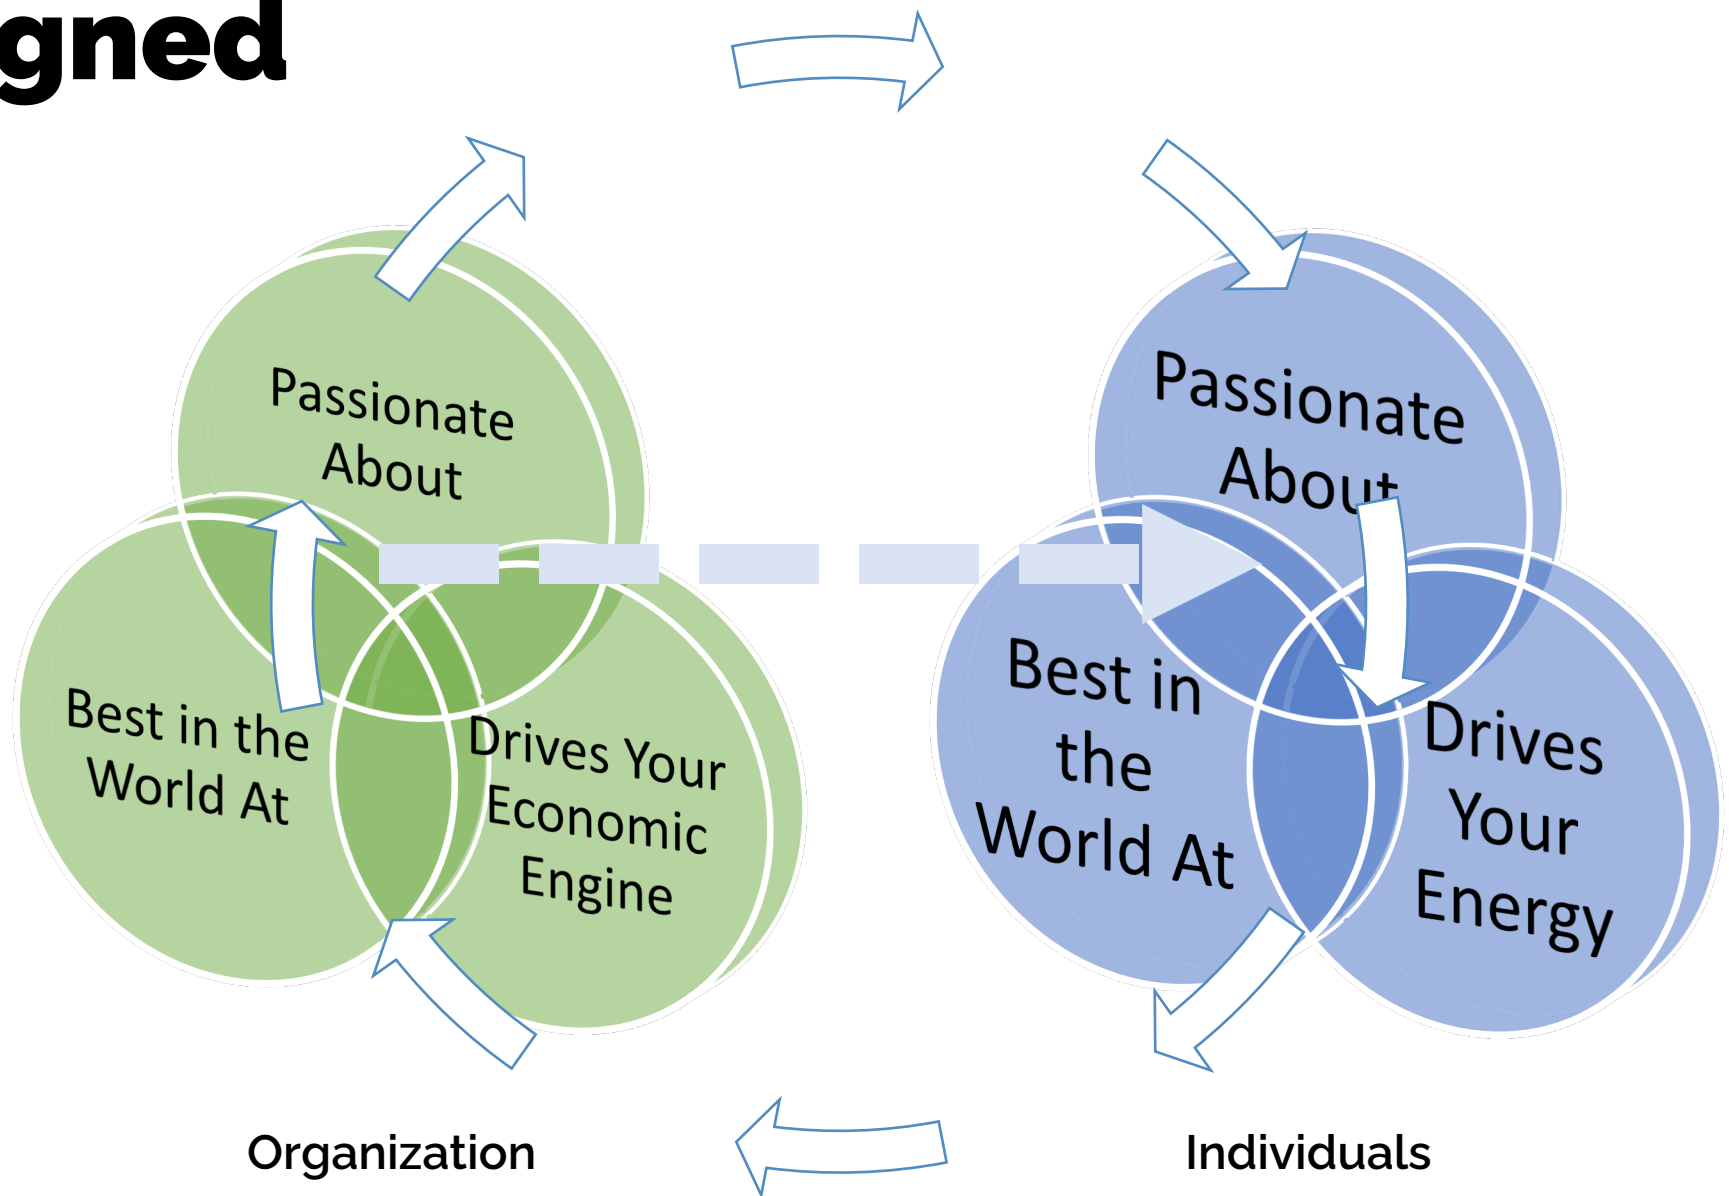 gned
Passionate
About
Best in the
World At
Drives Your
Economic
Engine
Passionate
About
Best in
the
World At
Drives
Your
Energy
Organization
Individuals